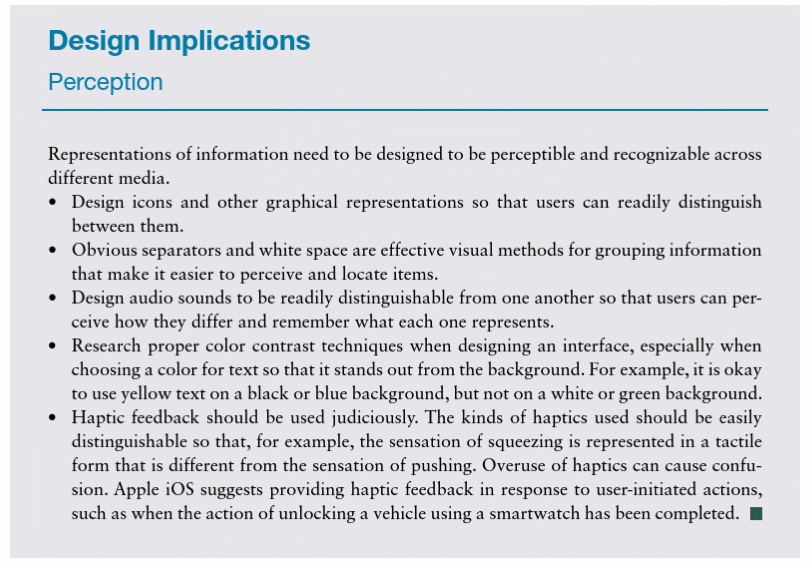 Design Implications
Perception
Representations of information need to be designed to be perceptible and recognizable across
different media.
• Design icons and other graphical representations so that users can readily distinguish
between them.
• Obvious separators and white space are effective visual methods for grouping information
that make it easier to perceive and locate items.
• Design audio sounds to be readily distinguishable from one another so that users can per-
ceive how they differ and remember what each one represents.
• Research proper color contrast techniques when designing an interface, especially when
choosing a color for text so that it stands out from the background. For example, it is okay
to use yellow text on a black or blue background, but not on a white or green background.
• Haptic feedback should be used judiciously. The kinds of haptics used should be easily
distinguishable so that, for example, the sensation of squeezing is represented in a tactile
form that is different from the sensation of pushing. Overuse of haptics can cause confu-
sion. Apple iOS suggests providing haptic feedback in response to user-initiated actions,
such as when the action of unlocking a vehicle using a smartwatch has been completed. ■